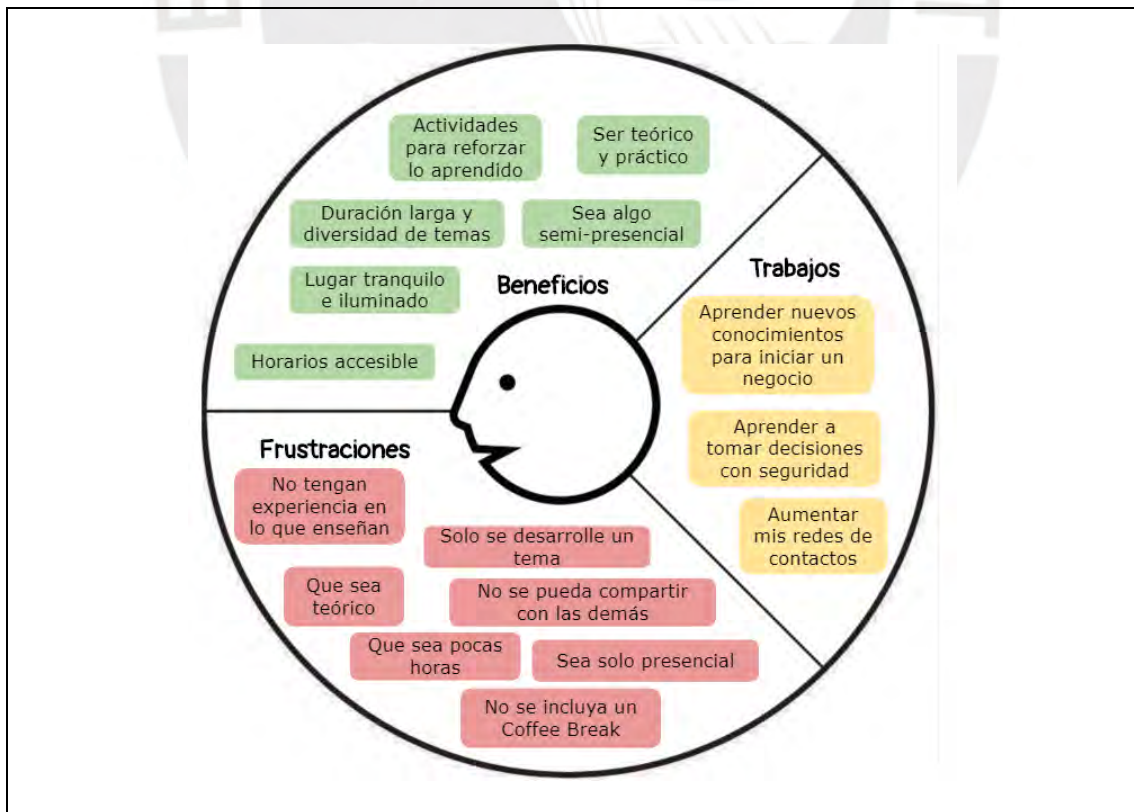 Actividades
para reforzar
lo aprendido
Ser teórico
y práctico
Duración larga y
diversidad de temas
Sea algo
semi-presencial
Lugar tranquilo
e iluminado
Horarios accesible
Beneficios
Trabajos
Aprender nuevos
conocimientos
para iniciar un
negocio
Aprender a
tomar decisiones
con seguridad
Aumentar
mis redes de
contactos
Frustraciones
No tengan
experiencia en
lo que enseñan
Solo se desarrolle un
tema
Que sea
teórico
No se pueda compartir
con las demás
Que sea pocas
horas
Sea solo presencial
No se incluya un
Coffee Break